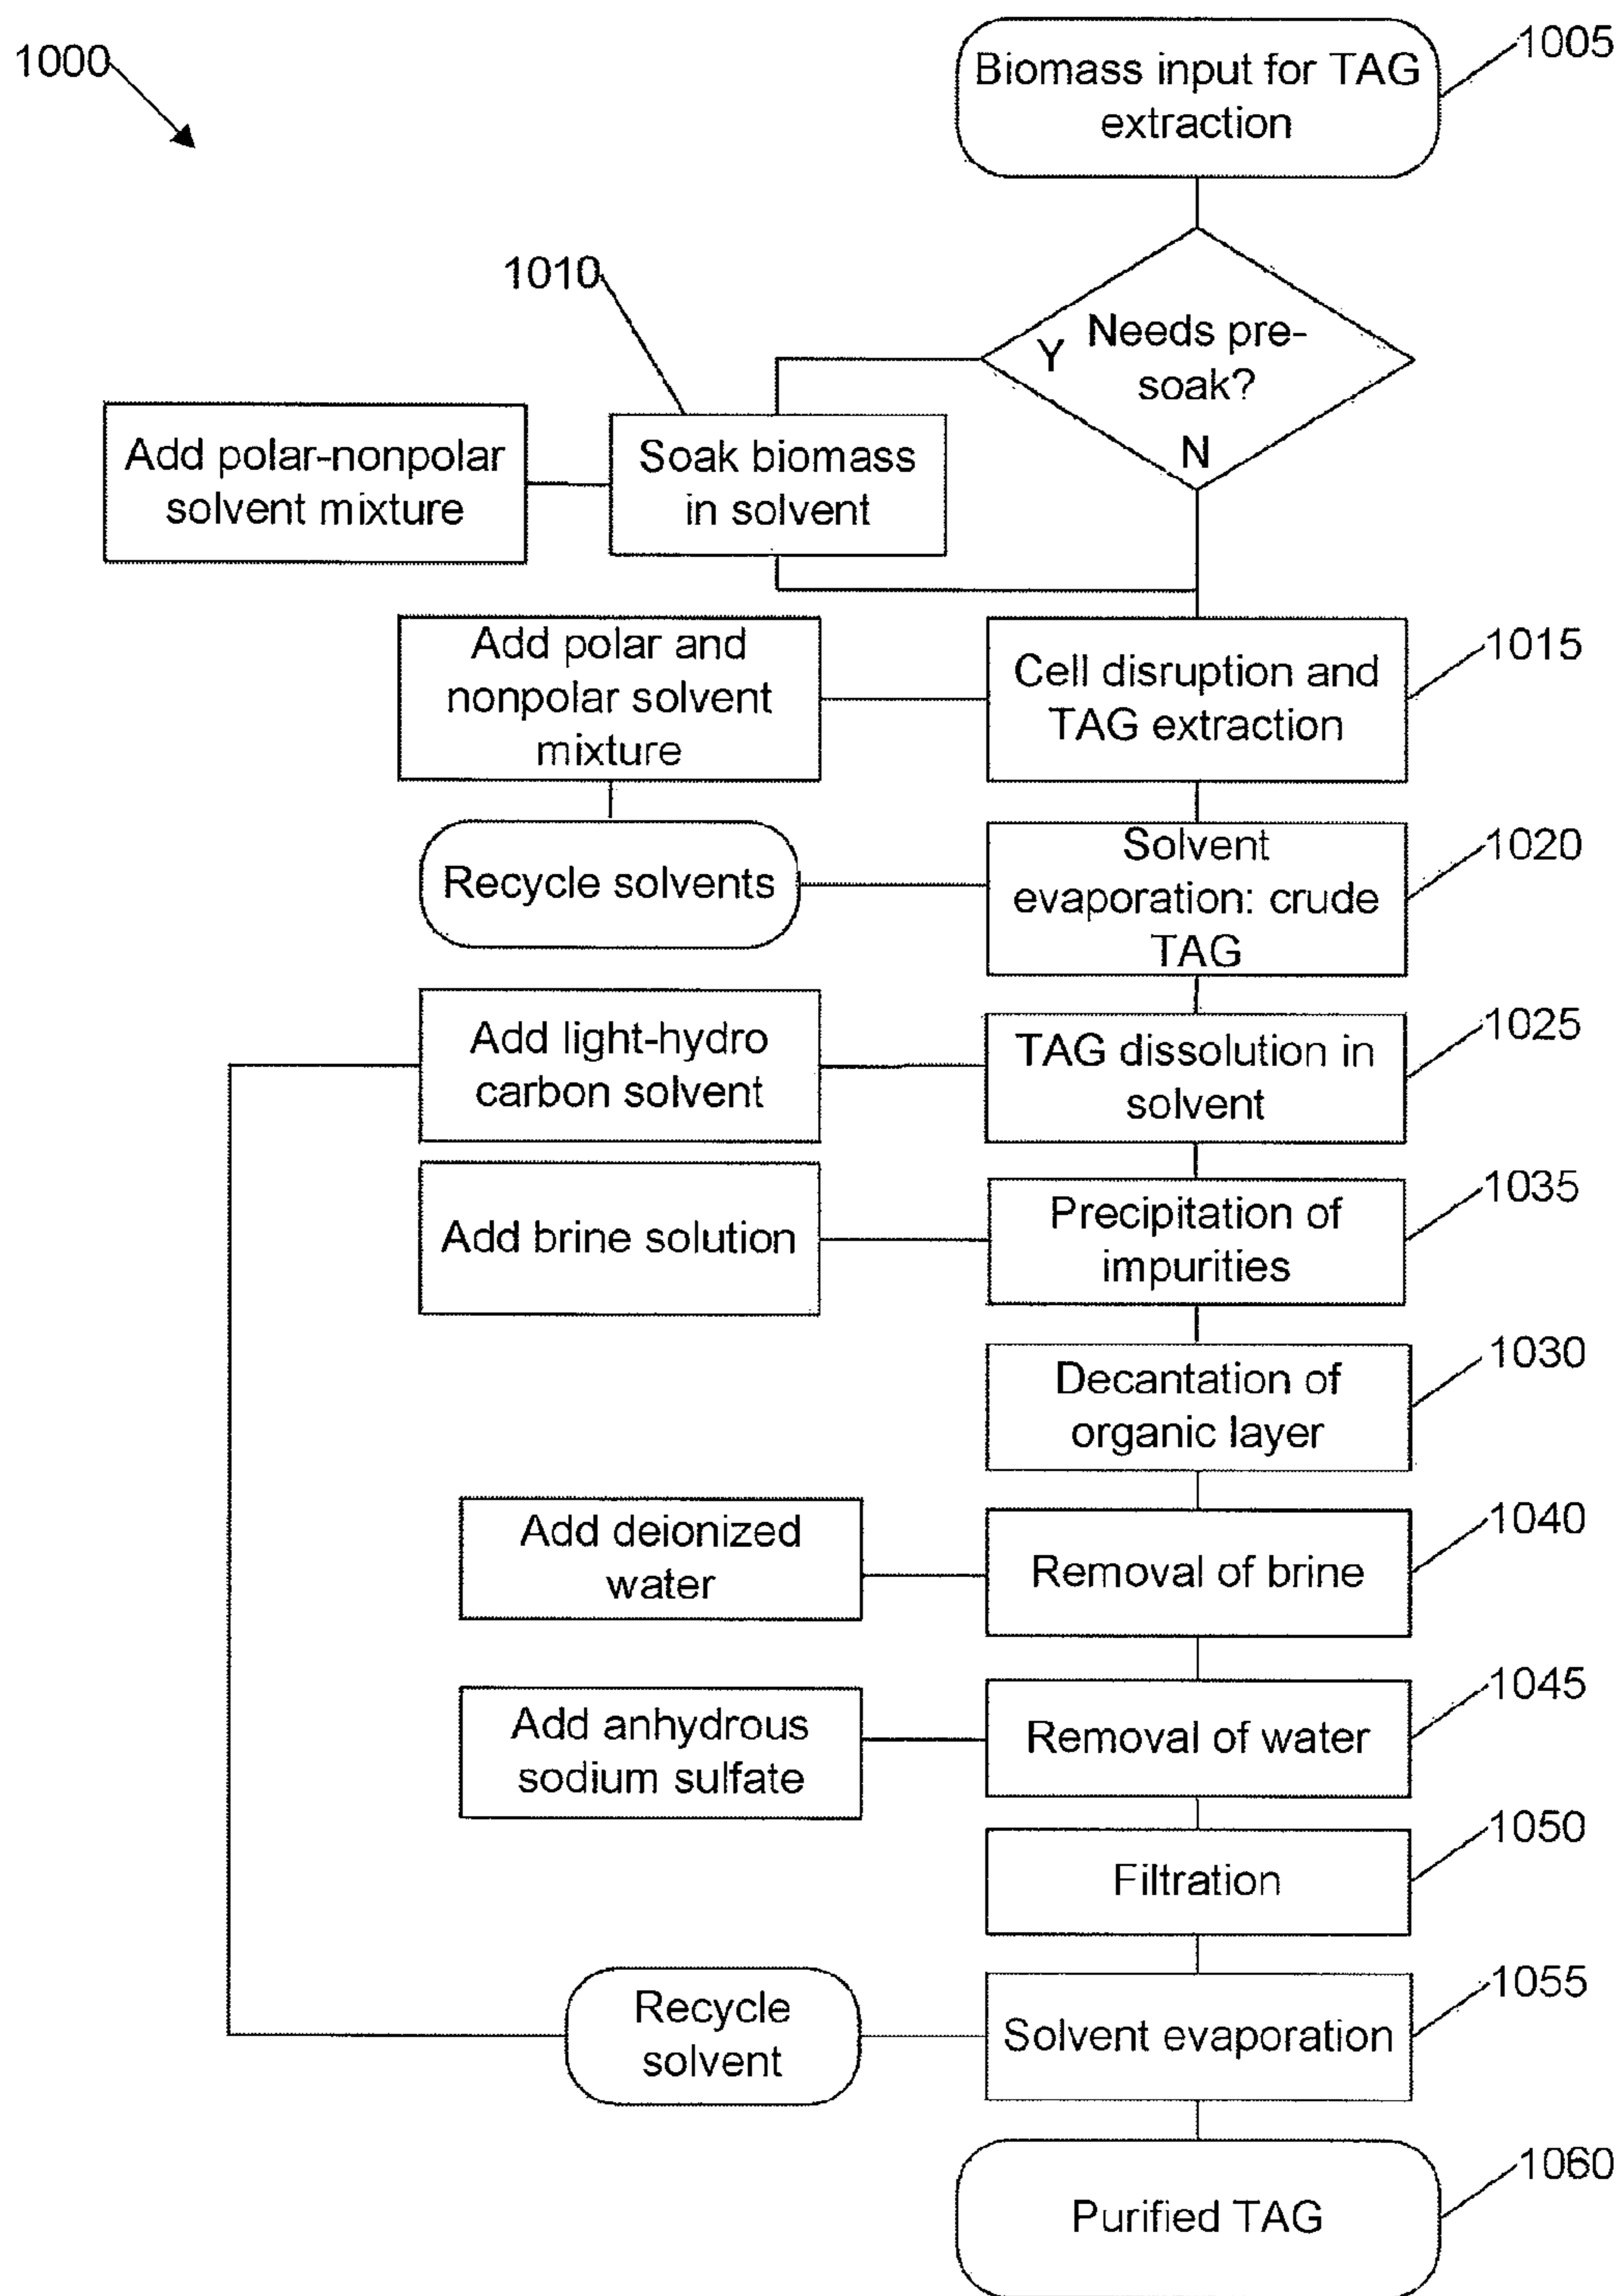 1000
Biomass input for TAG
extraction
1005
Needs pre-
soak?
Y
N
1010
Add polar-nonpolar
solvent mixture
Soak biomass
in solvent
Add polar and
nonpolar solvent
mixture
Cell disruption and
TAG extraction
1015
Recycle solvents
Solvent
evaporation: crude
TAG
1020
Add light-hydro
carbon solvent
TAG dissolution in
solvent
1025
Add brine solution
Precipitation of
impurities
1035
Decantation of
organic layer
1030
Add deionized
water
Removal of brine
1040
Add anhydrous
sodium sulfate
Removal of water
1045
Filtration
1050
Recycle
solvent
Solvent evaporation
1055
Purified TAG
1060